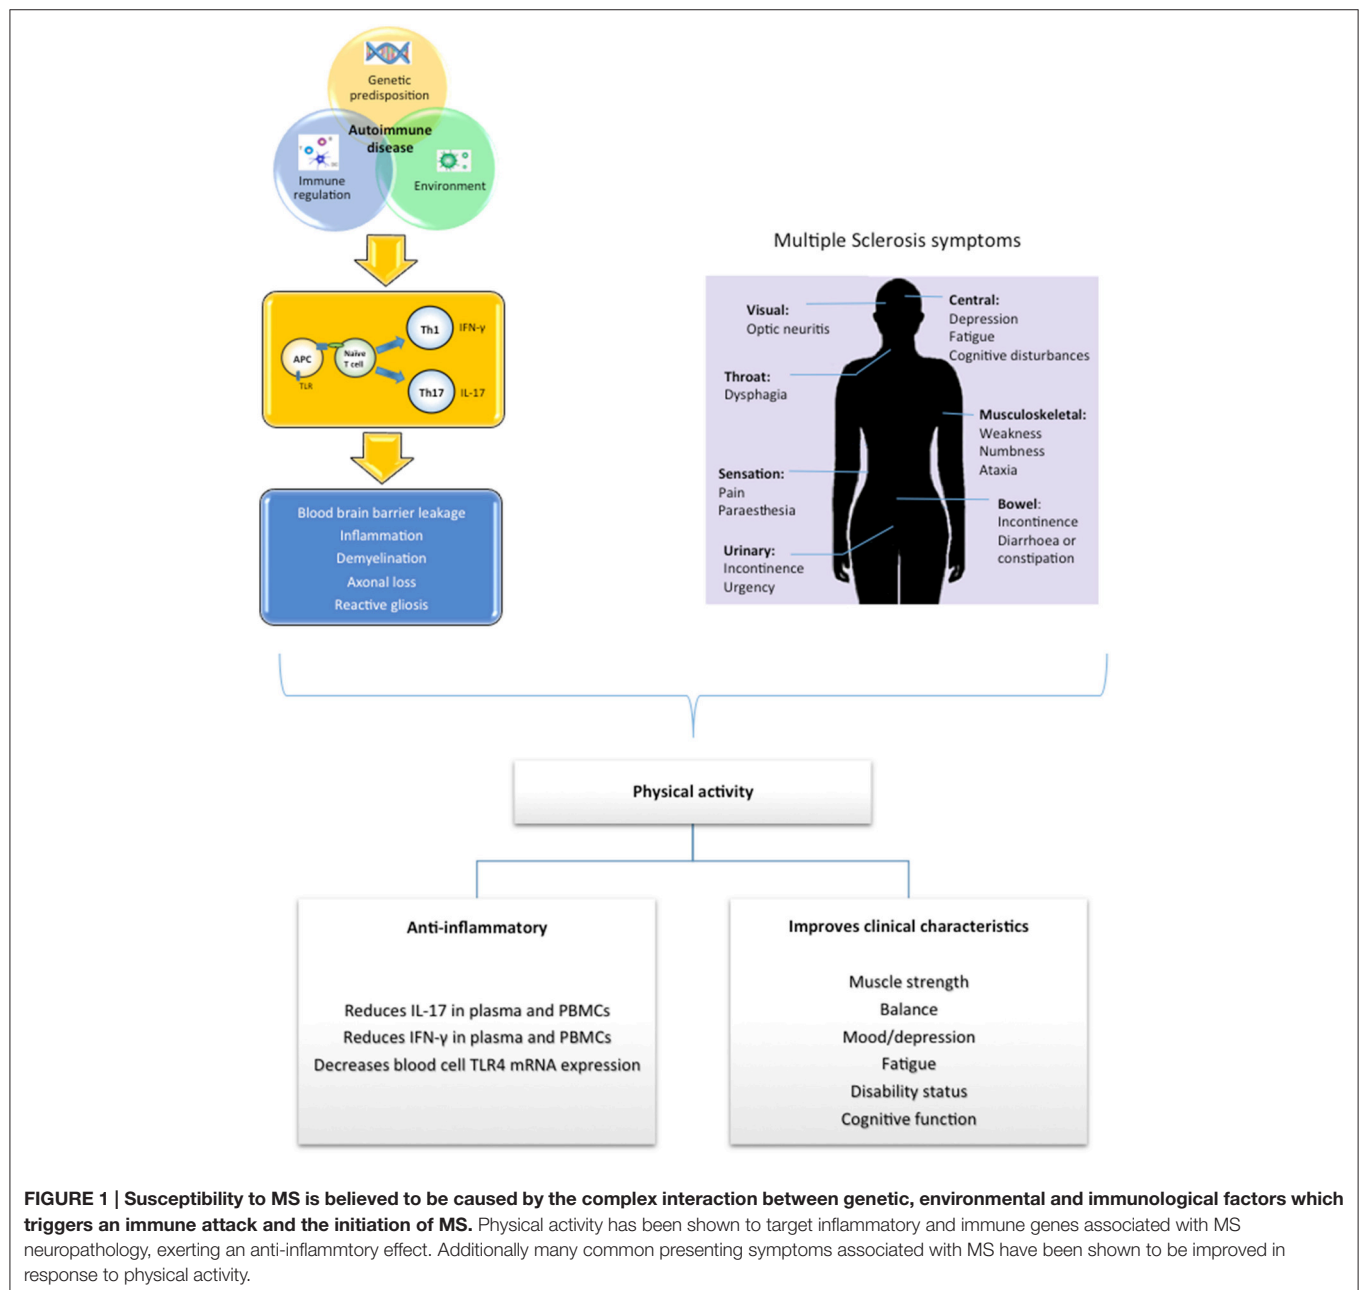 Genetic
predisposition
Autoimmune
disease
Immune
regulation
Environment
APC
TLR
Naive
T cell
Th1
IFN-γ
Th17
IL-17
Blood brain barrier leakage
Inflammation
Demyelination
Axonal loss
Reactive gliosis
Multiple Sclerosis symptoms
Visual:
Optic neuritis
Throat:
Dysphagia
Sensation:
Pain
Paraesthesia
Urinary:
Incontinence
Urgency
Central:
Depression
Fatigue
Cognitive disturbances
Musculoskeletal:
Weakness
Numbness
Ataxia
Bowel:
Incontinence
Diarrhoea or
constipation
Physical activity
Anti-inflammatory
Reduces IL-17 in plasma and PBMCs
Reduces IFN-γ in plasma and PBMCs
Decreases blood cell TLR4 mRNA expression
Improves clinical characteristics
Muscle strength
Balance
Mood/depression
Fatigue
Disability status
Cognitive function
FIGURE 1 | Susceptibility to MS is believed to be caused by the complex interaction between genetic, environmental and immunological factors which
triggers an immune attack and the initiation of MS. Physical activity has been shown to target inflammatory and immune genes associated with MS
neuropathology, exerting an anti-inflammtory effect. Additionally many common presenting symptoms associated with MS have been shown to be improved in
response to physical activity.